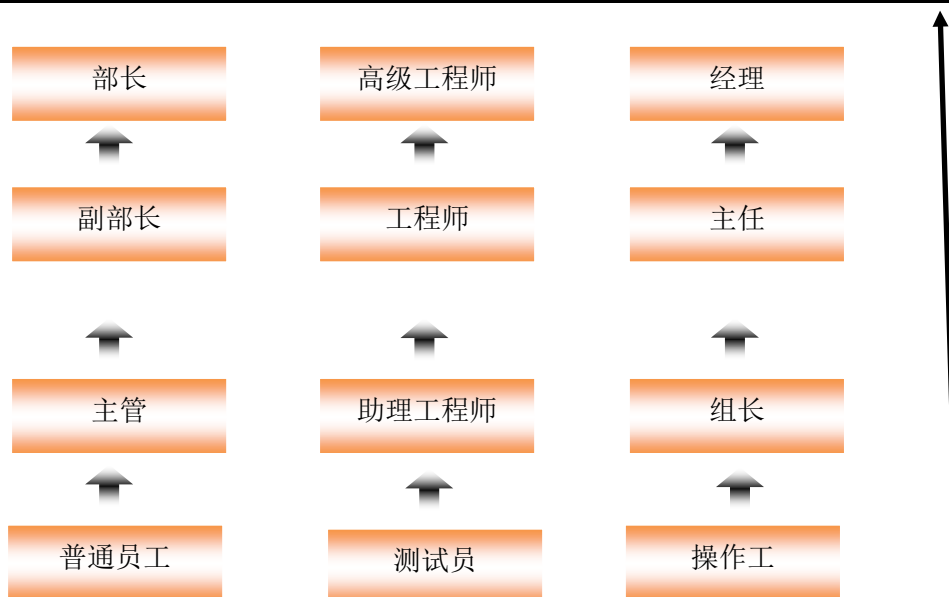 部长
高级工程师
经理
副部长
工程师
主任
主管
助理工程师
组长
普通员工
测试员
操作工